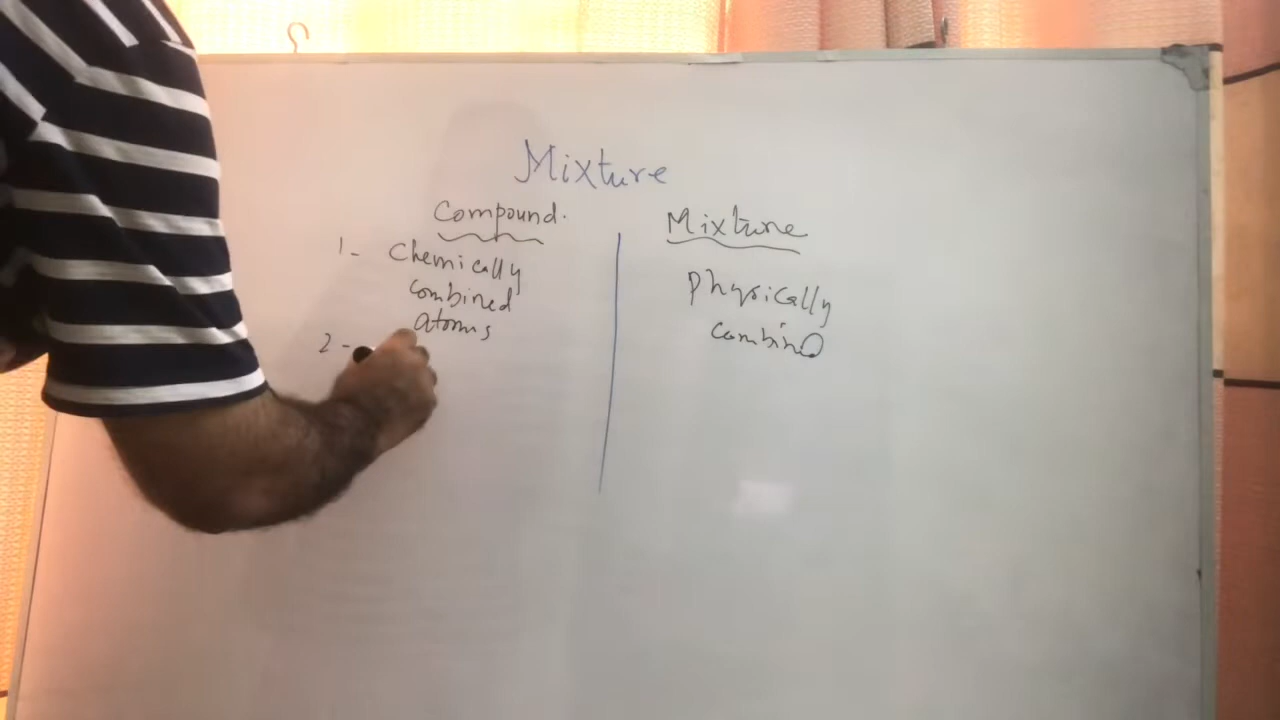 Mixture
Compound.
1- Chemically
combined
atoms
2-
Mixture
Physically
combined